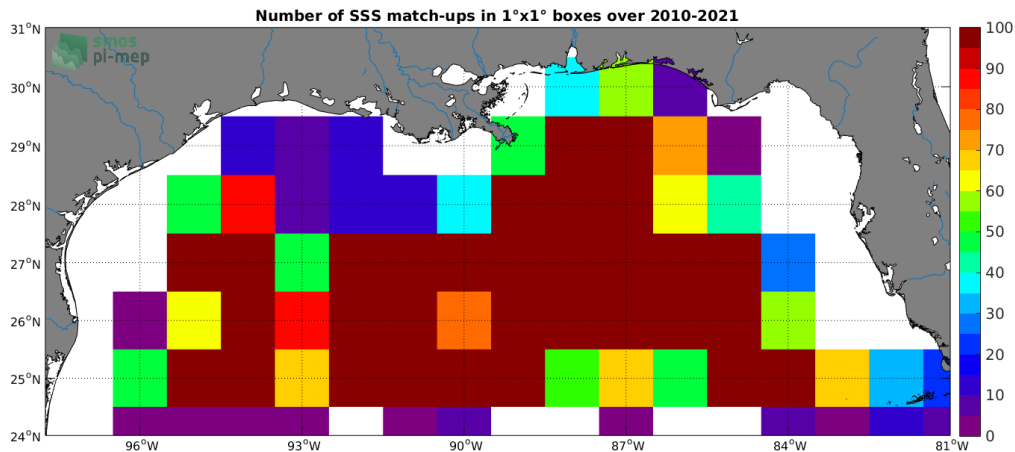 Number of SSS match-ups in 1°x1° boxes over 2010-2021
smos
pi-mep
31°N
30°N
29°N
28°N
27°N
26°N
25°N
24°N
96°W
93°W
90°W
87°W
84°W
81°W
100
90
80
70
60
50
40
30
20
10
0